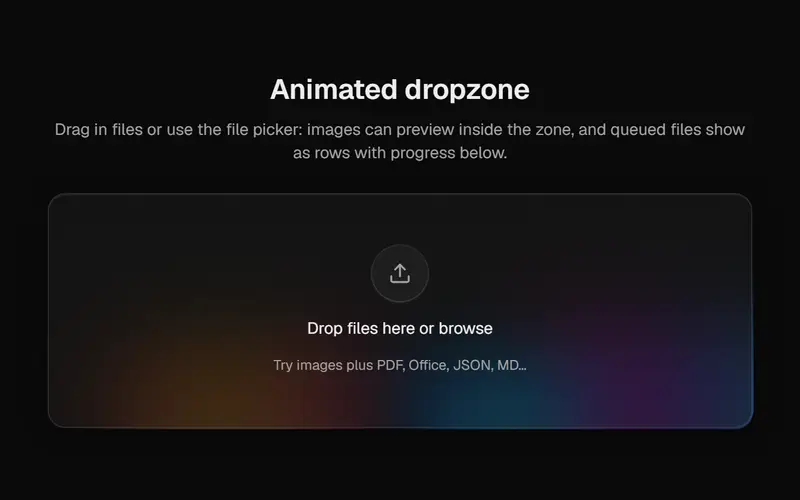 Animated dropzone
Drag in files or use the file picker: images can preview inside the zone, and queued files show
as rows with progress below.
Drop files here or browse
Try images plus PDF, Office, JSON, MD…